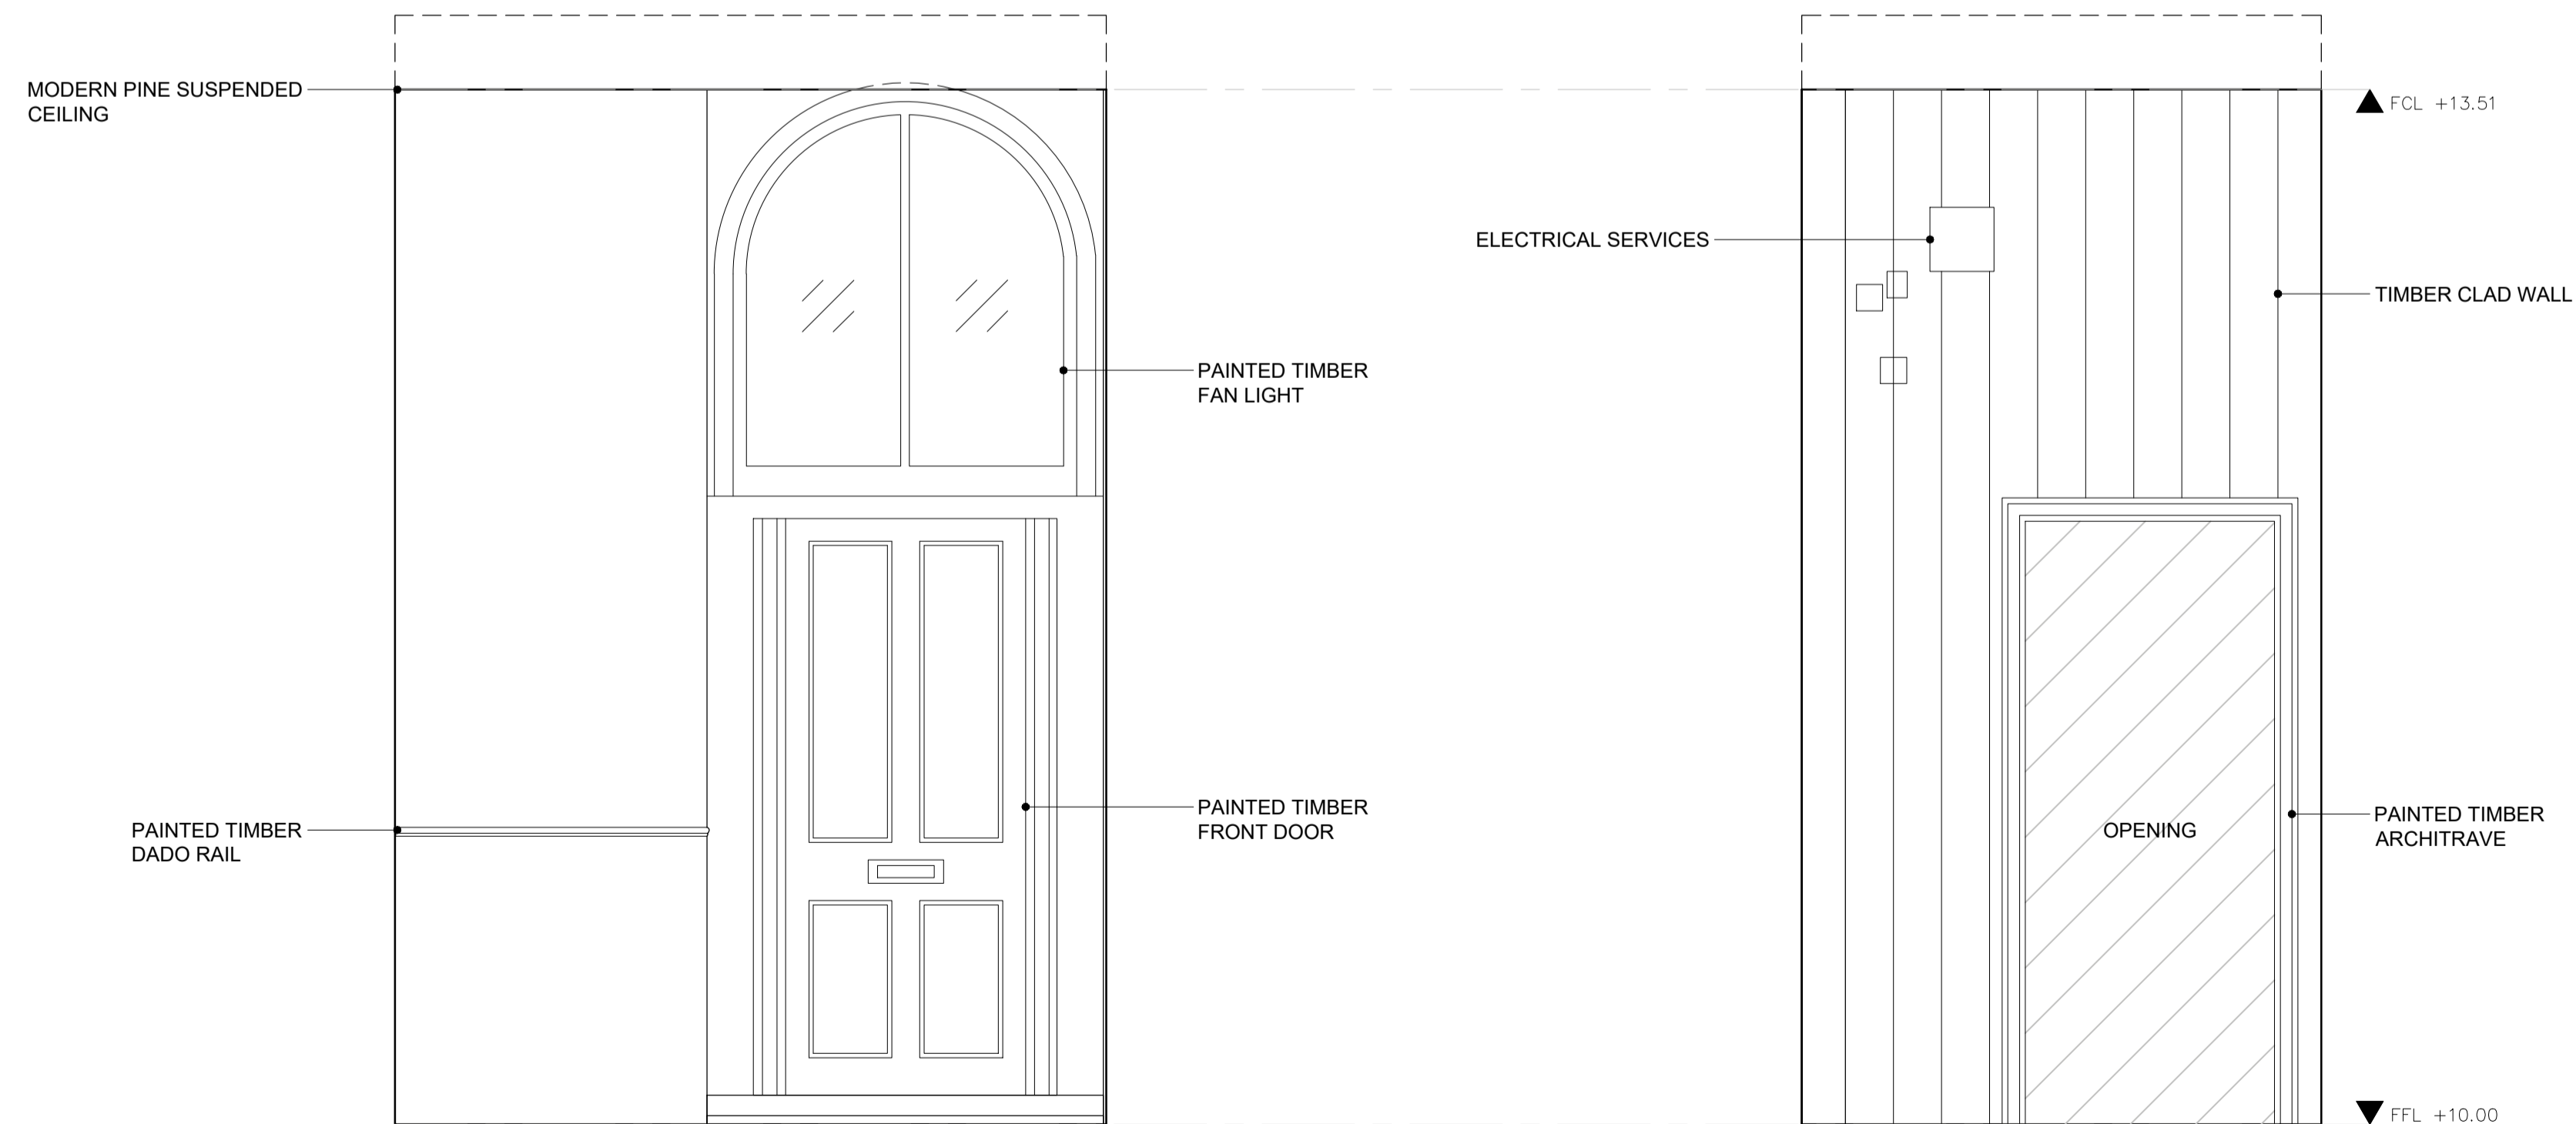 MODERN PINE SUSPENDED
CEILING
FCL +13.51
ELECTRICAL SERVICES
TIMBER CLAD WALL
PAINTED TIMBER
FAN LIGHT
PAINTED TIMBER
FRONT DOOR
PAINTED TIMBER
DADO RAIL
OPENING
PAINTED TIMBER
ARCHITRAVE
FFL +10.00